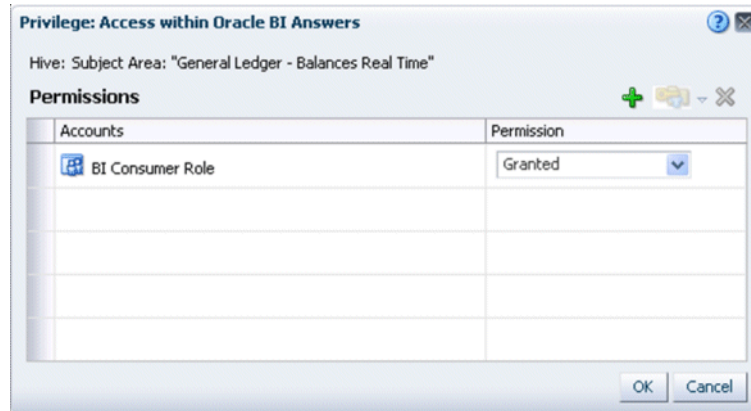 Privilege: Access within Oracle BI Answers
Hive: Subject Area: "General Ledger - Balances Real Time"
Permissions
Accounts Permission
BI Consumer Role Granted
OK Cancel